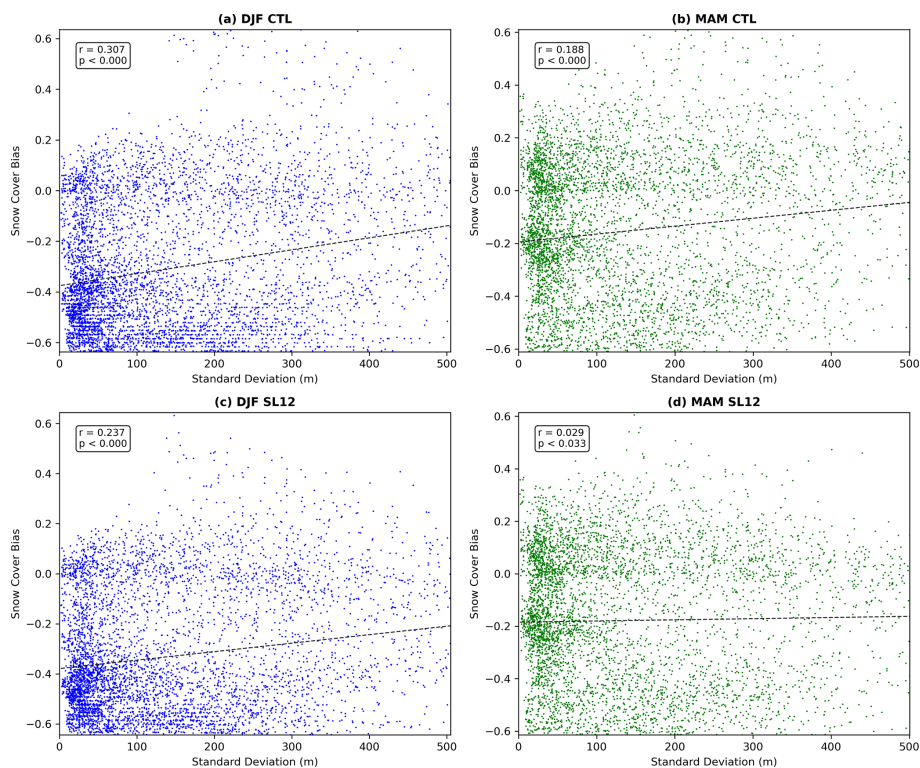 (a) DJF CTL
r = 0.307
p < 0.000
Snow Cover Bias
0.6
0.4
0.2
0.0
−0.2
−0.4
−0.6
0 100 200 300 400 500
Standard Deviation (m)
(b) MAM CTL
r = 0.188
p < 0.000
Snow Cover Bias
0.6
0.4
0.2
0.0
−0.2
−0.4
−0.6
0 100 200 300 400 500
Standard Deviation (m)
(c) DJF SL12
r = 0.237
p < 0.000
Snow Cover Bias
0.6
0.4
0.2
0.0
−0.2
−0.4
−0.6
0 100 200 300 400 500
Standard Deviation (m)
(d) MAM SL12
r = 0.029
p < 0.033
Snow Cover Bias
0.6
0.4
0.2
0.0
−0.2
−0.4
−0.6
0 100 200 300 400 500
Standard Deviation (m)